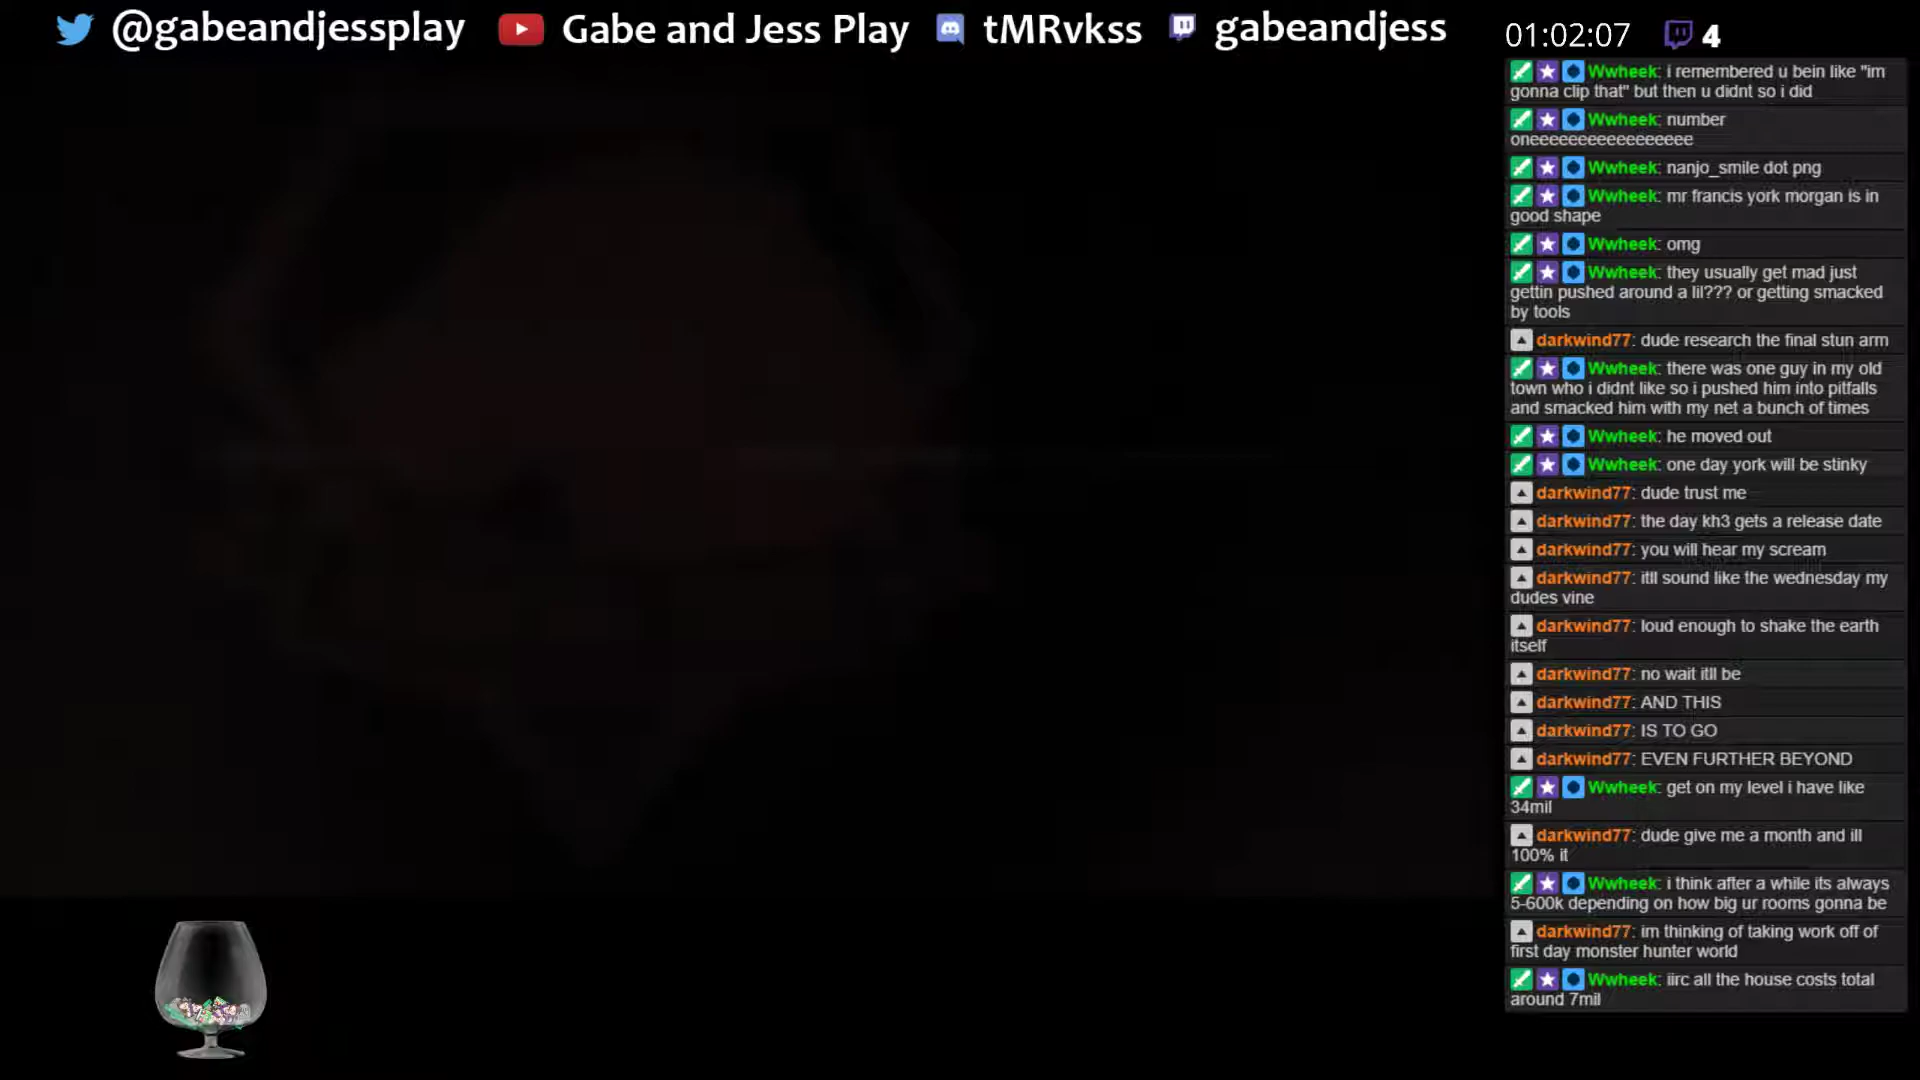 @gabeandjessplay Gabe and Jess Play tMRvkss gabeandjess 01:02:07 4
Wwheek: i remembered u bein like "im
gonna clip that" but then u didnt so i did
Wwheek: number
oneeeeeeeeeeeeeeeee
Wwheek: nanjo_smile dot png
Wwheek: mr francis york morgan is in
good shape
Wwheek: omg
Wwheek: they usually get mad just
gettin pushed around a lil??? or getting smacked
by tools
darkwind77: dude research the final stun arm
Wwheek: there was one guy in my old
town who i didnt like so i pushed him into pitfalls
and smacked him with my net a bunch of times
Wwheek: he moved out
Wwheek: one day york will be stinky
darkwind77: dude trust me
darkwind77: the day kh3 gets a release date
darkwind77: you will hear my scream
darkwind77: itll sound like the wednesday my
dudes vine
darkwind77: loud enough to shake the earth
itself
darkwind77: no wait itll be
darkwind77: AND THIS
darkwind77: IS TO GO
darkwind77: EVEN FURTHER BEYOND
Wwheek: get on my level i have like
34mil
darkwind77: dude give me a month and ill
100% it
Wwheek: i think after a while its always
5-600k depending on how big ur rooms gonna be
darkwind77: im thinking of taking work off of
first day monster hunter world
Wwheek: iirc all the house costs total
around 7mil